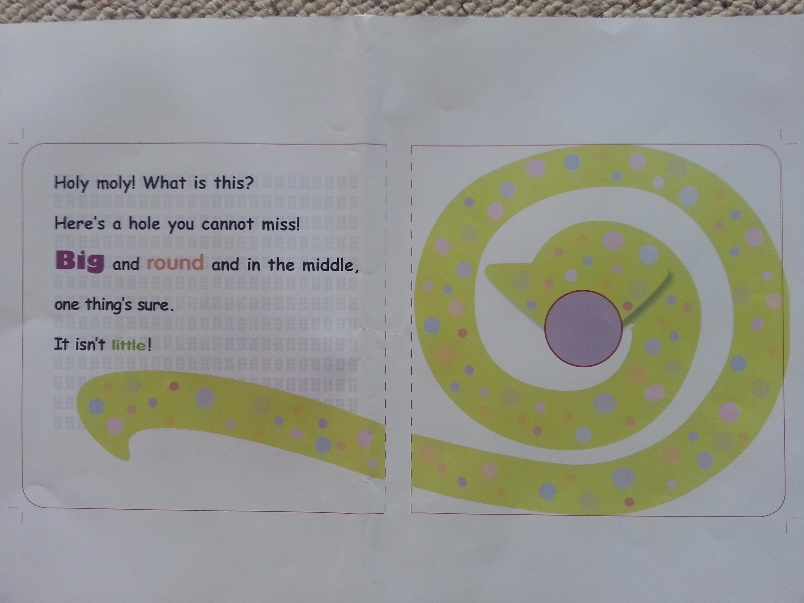 Holy moly! What is this?
Here's a hole you cannot miss!
Big and round and in the middle,
one thing's sure.
It isn't little!